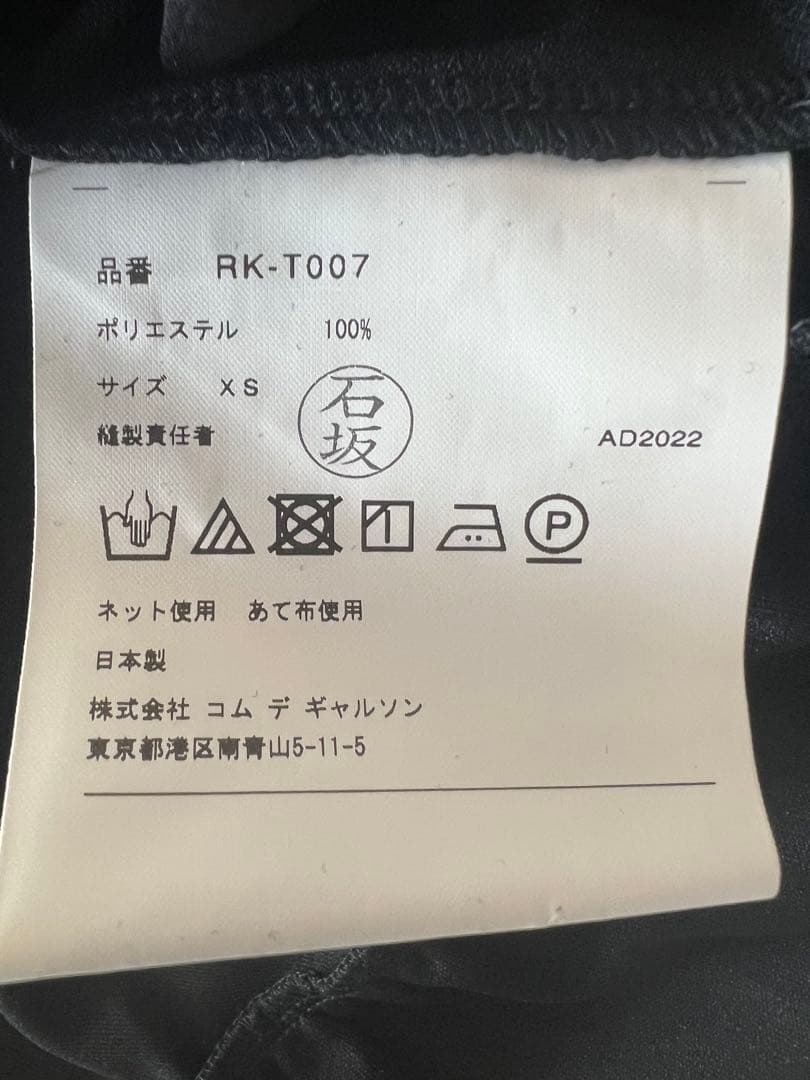 品番 RK-T007
ポリエステル 100%
サイズ XS
石坂
縫製責任者 AD2022
P
ネット使用 あて布使用
日本製
株式会社 コム デ ギャルソン
東京都港区南青山5-11-5